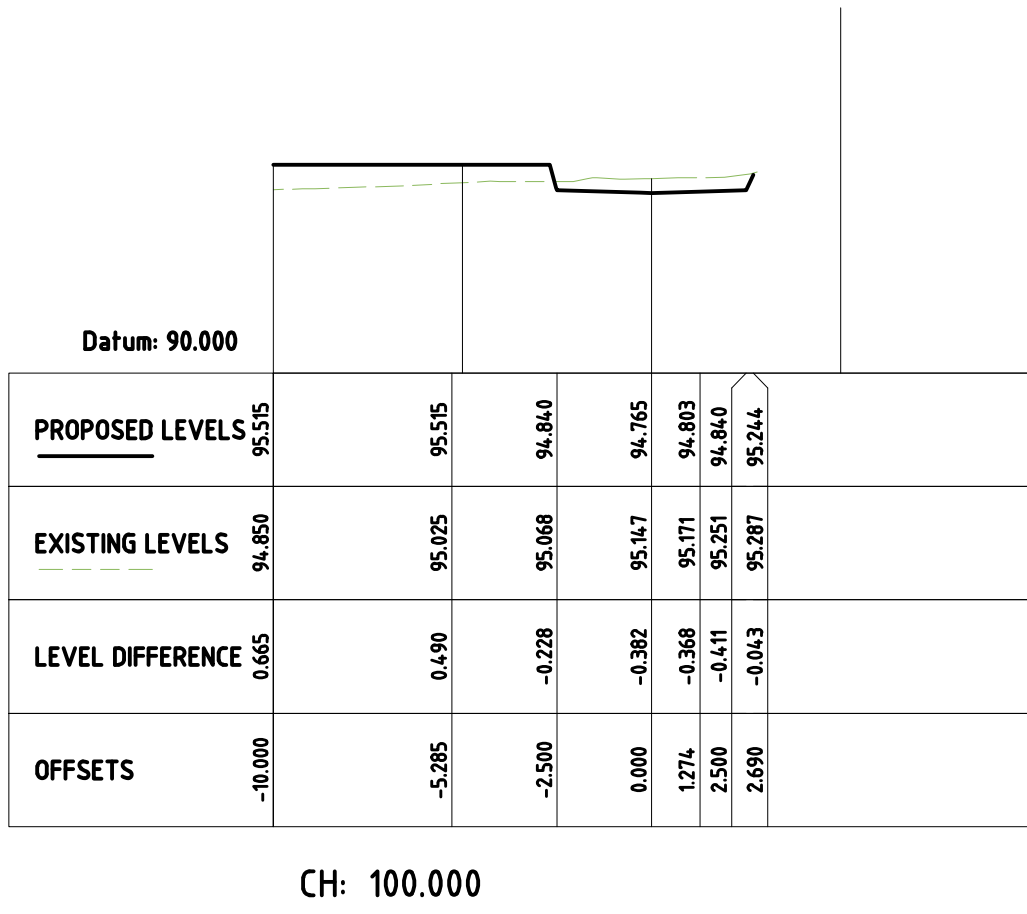 Datum: 90.000
PROPOSED LEVELS 95.515 95.515 94.840 94.765 94.803 94.840 95.244
EXISTING LEVELS 94.850 95.025 95.068 95.147 95.171 95.251 95.287
LEVEL DIFFERENCE 0.665 0.490 -0.228 -0.382 -0.368 -0.411 -0.043
OFFSETS -10.000 -5.285 -2.500 0.000 1.274 2.500 2.690
CH: 100.000